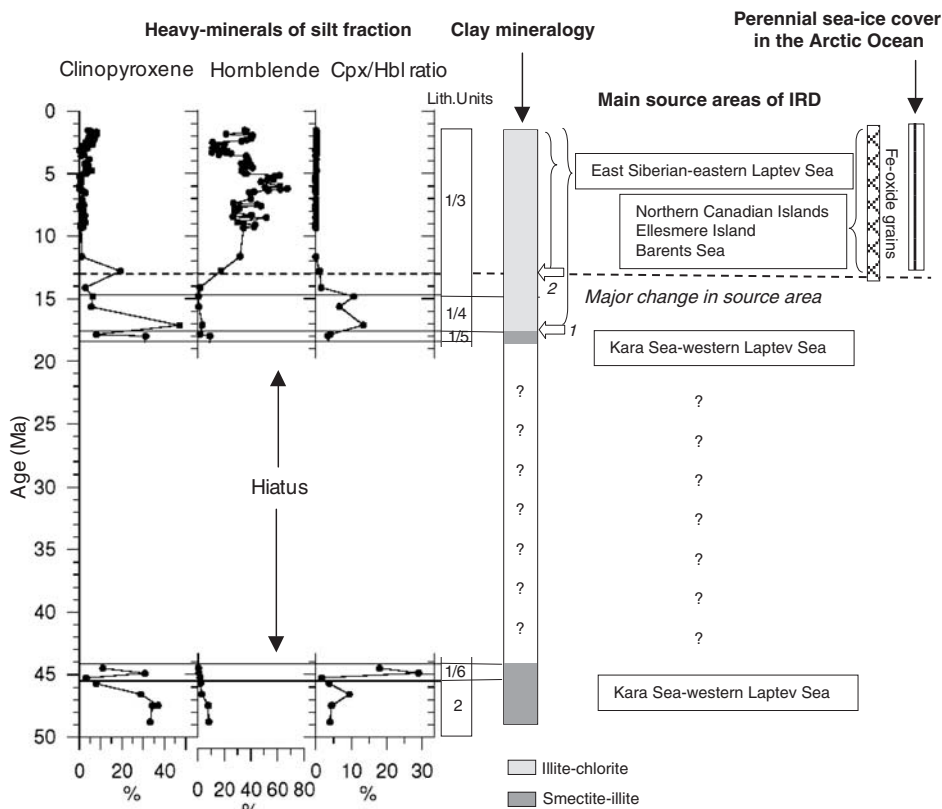 Heavy-minerals of silt fraction
Clinopyroxene
Hornblende
Cpx/Hbl ratio
Clay mineralogy
Perennial sea-ice cover
in the Arctic Ocean
Lith.Units
Main source areas of IRD
Age (Ma)
0
5
10
15
20
25
30
35
40
45
50
1/3
1/4
1/5
1/6
2
East Siberian-eastern Laptev Sea
Northern Canadian Islands
Ellesmere Island
Barents Sea
Fe-oxide grains
2
Major change in source area
1
Kara Sea-western Laptev Sea
Hiatus
?
?
?
?
?
?
?
?
?
?
?
?
?
?
Kara Sea-western Laptev Sea
0 20 40
%
0 20 40 60 80
%
0 10 20 30
%
Illite-chlorite
Smectite-illite